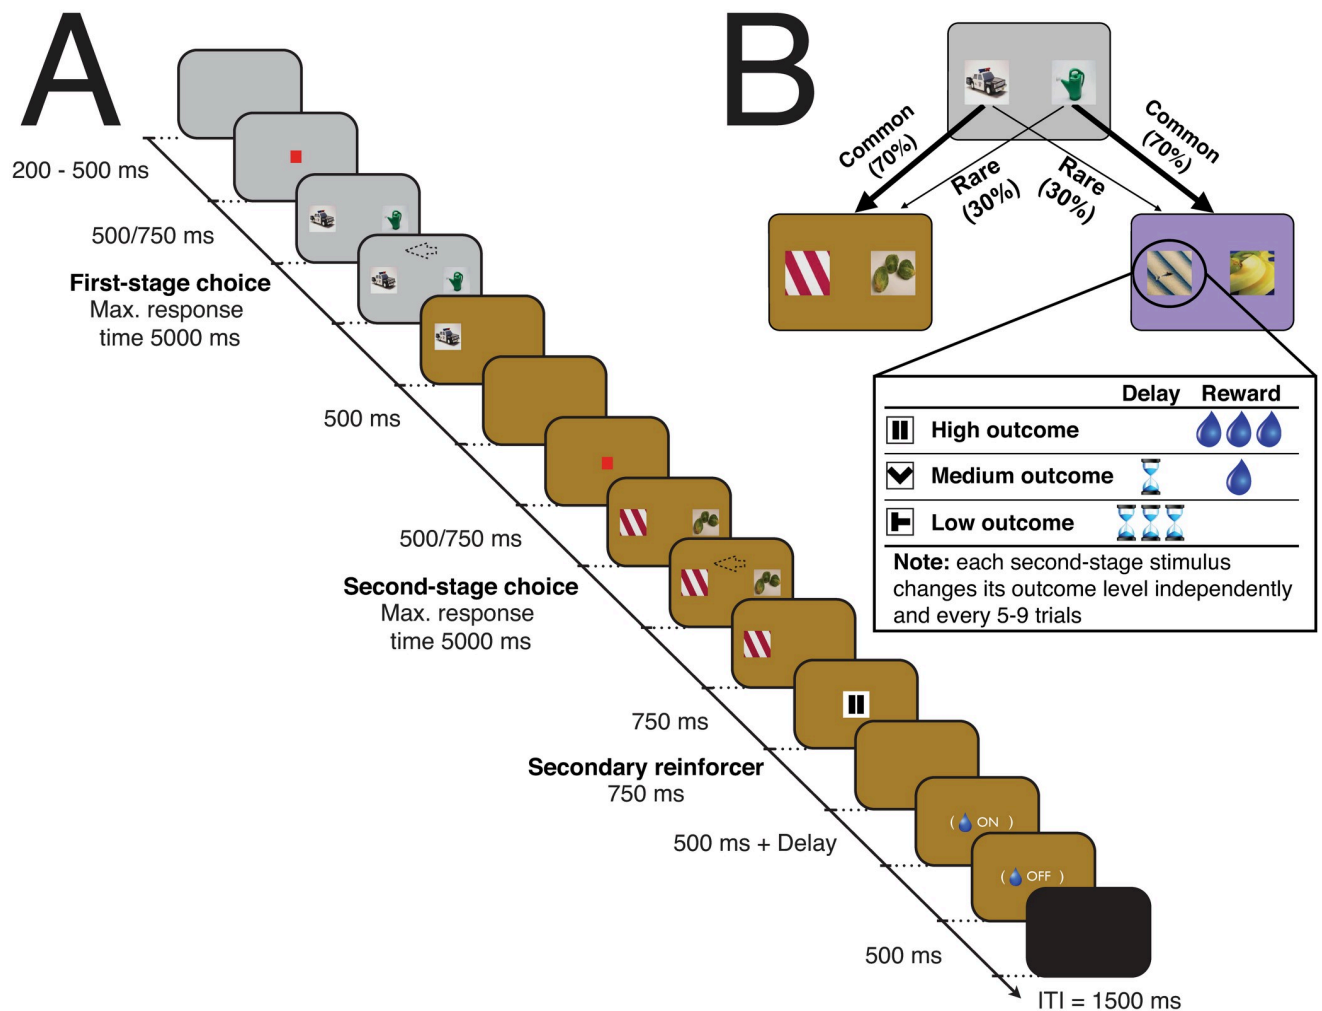 A
200 - 500 ms
500/750 ms
First-stage choice
Max. response
time 5000 ms
500 ms
500/750 ms
Second-stage choice
Max. response
time 5000 ms
750 ms
Secondary reinforcer
750 ms
500 ms + Delay
( ON )
( OFF )
500 ms
ITI = 1500 ms
B
Common
(70%)
Rare
(30%)
Rare
(30%)
Common
(70%)
Delay Reward
High outcome
Medium outcome
Low outcome
Note: each second-stage stimulus
changes its outcome level independently
and every 5-9 trials